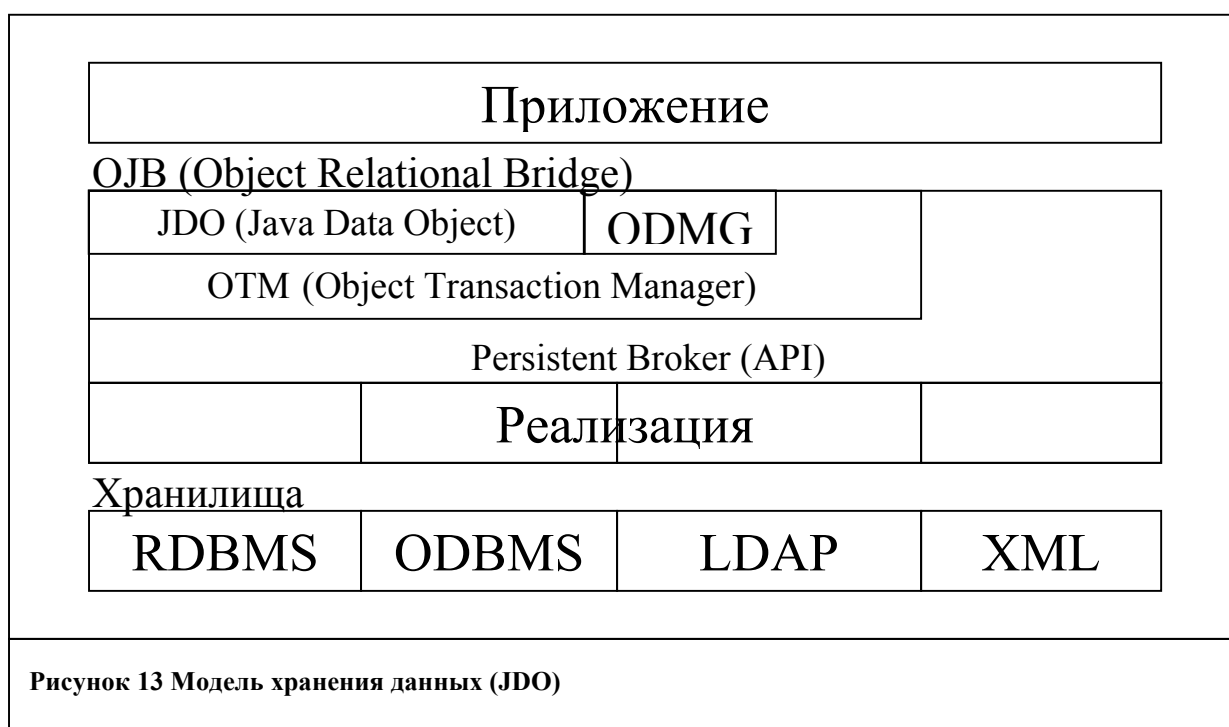 Приложение
OJB (Object Relational Bridge)
JDO (Java Data Object)
ODMG
OTM (Object Transaction Manager)
Persistent Broker (API)
Реализация
Хранилища
RDBMS
ODBMS
LDAP
XML
Рисунок 13 Модель хранения данных (JDO)